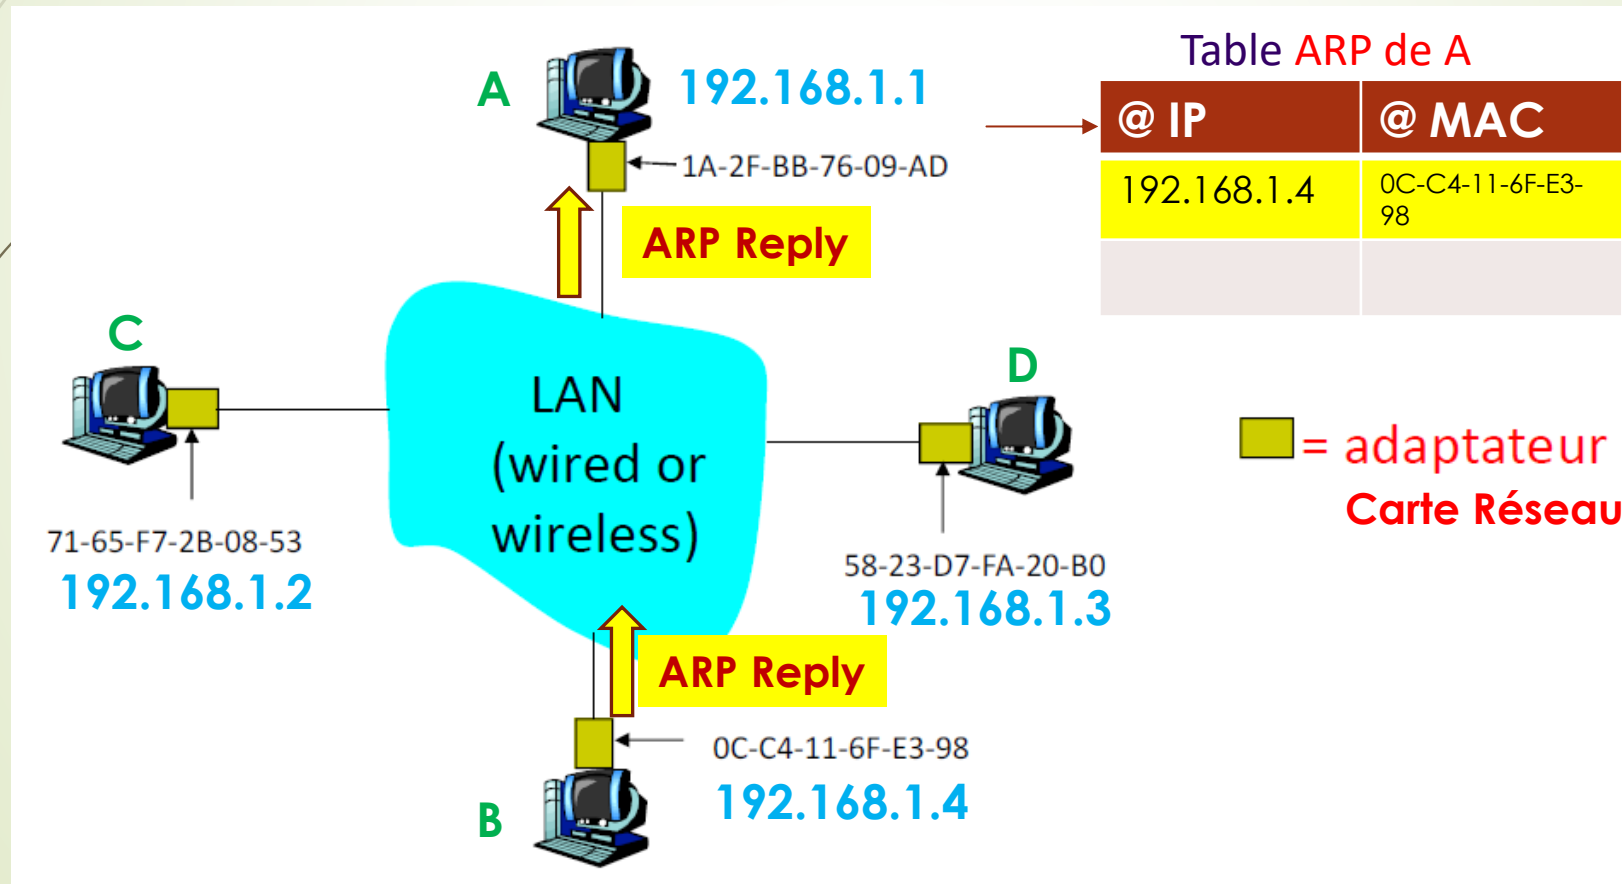 Table ARP de A
A
192.168.1.1
@ IP
@ MAC
1A-2F-BB-76-09-AD
192.168.1.4
0C-C4-11-6F-E3-
98
ARP Reply
C
D
LAN
(wired or
wireless)
= adaptateur
Carte Réseau
71-65-F7-2B-08-53
192.168.1.2
58-23-D7-FA-20-B0
192.168.1.3
ARP Reply
0C-C4-11-6F-E3-98
192.168.1.4
B